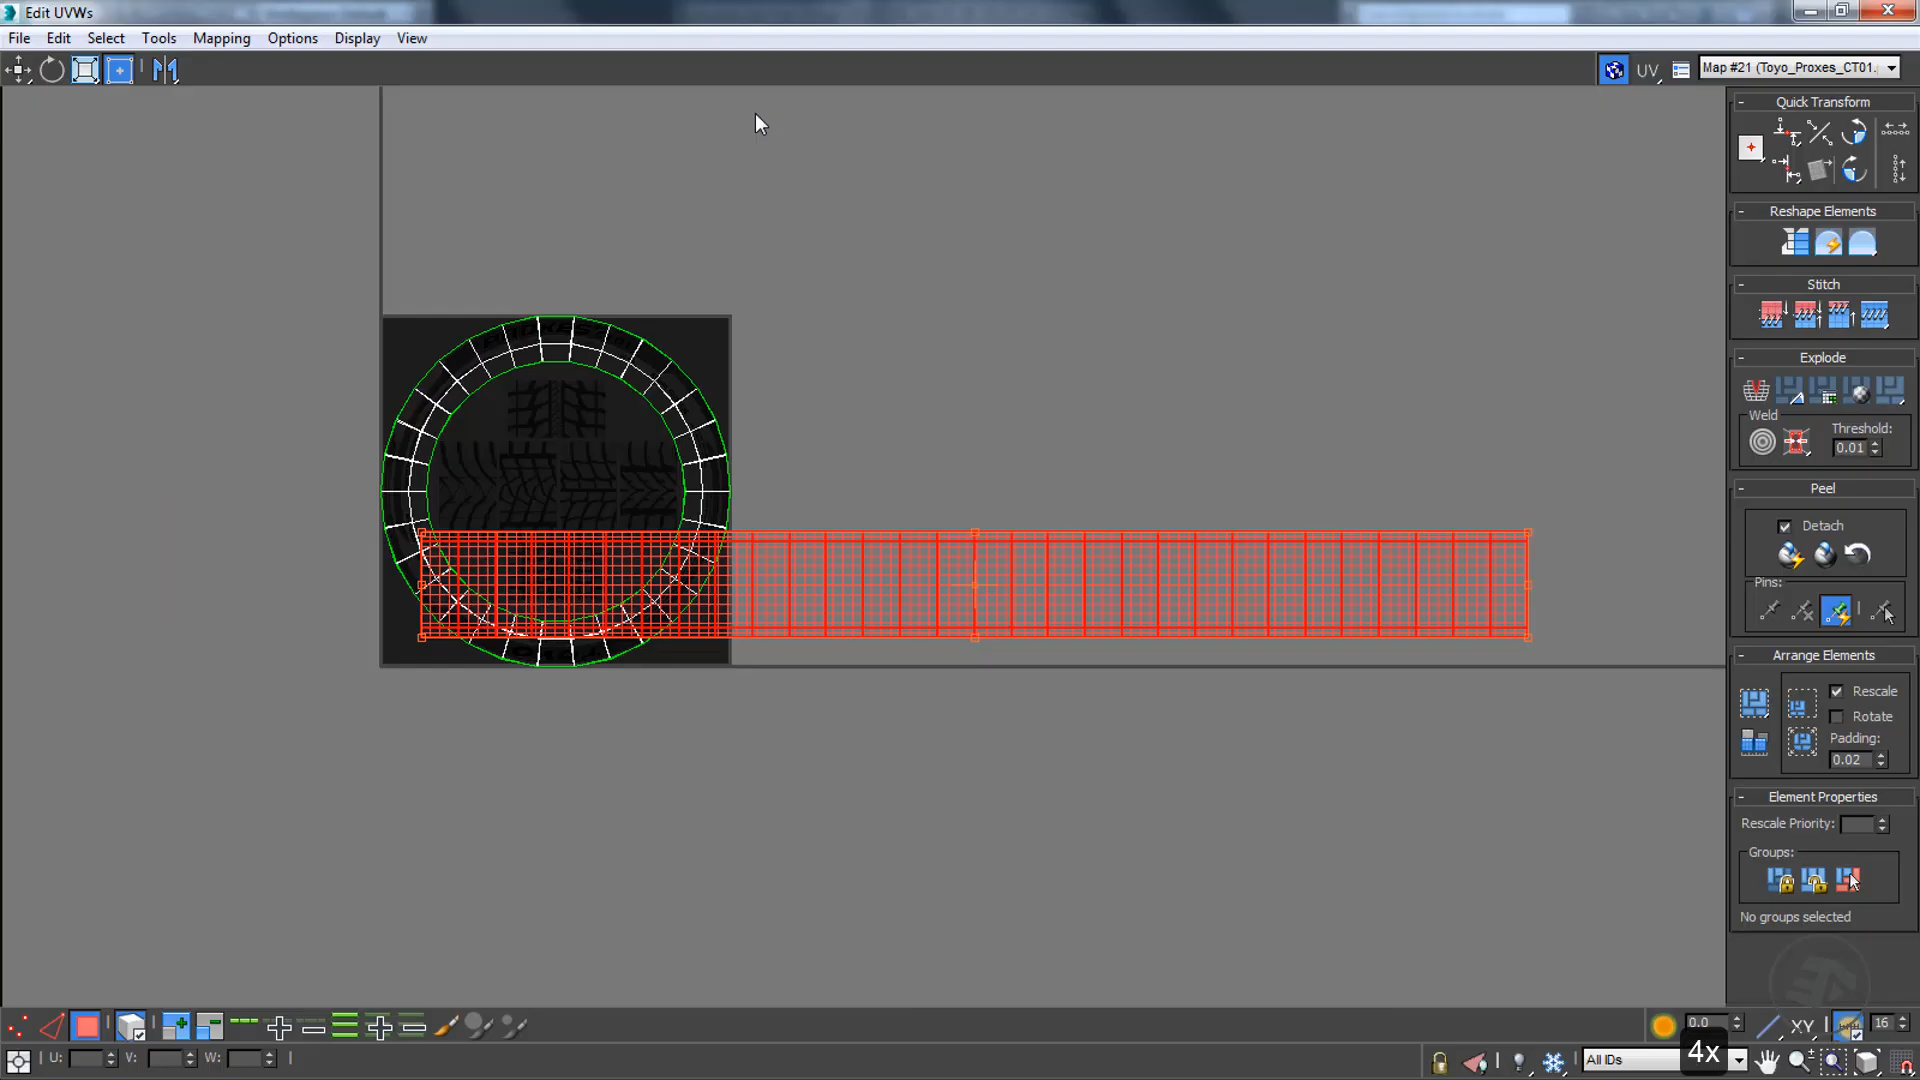 Edit UVWs
File Edit Select Tools Mapping Options Display View
UV Map #21 (Toyo_Proxes_CT01.
Quick Transform
Reshape Elements
Stitch
Explode
Weld
Threshold:
0.01
Peel
Detach
Pins:
Arrange Elements
Rescale
Rotate
Padding:
0.02
Element Properties
Rescale Priority:
Groups:
No groups selected
0.0 XY 16
U: V: W: All IDs
4x